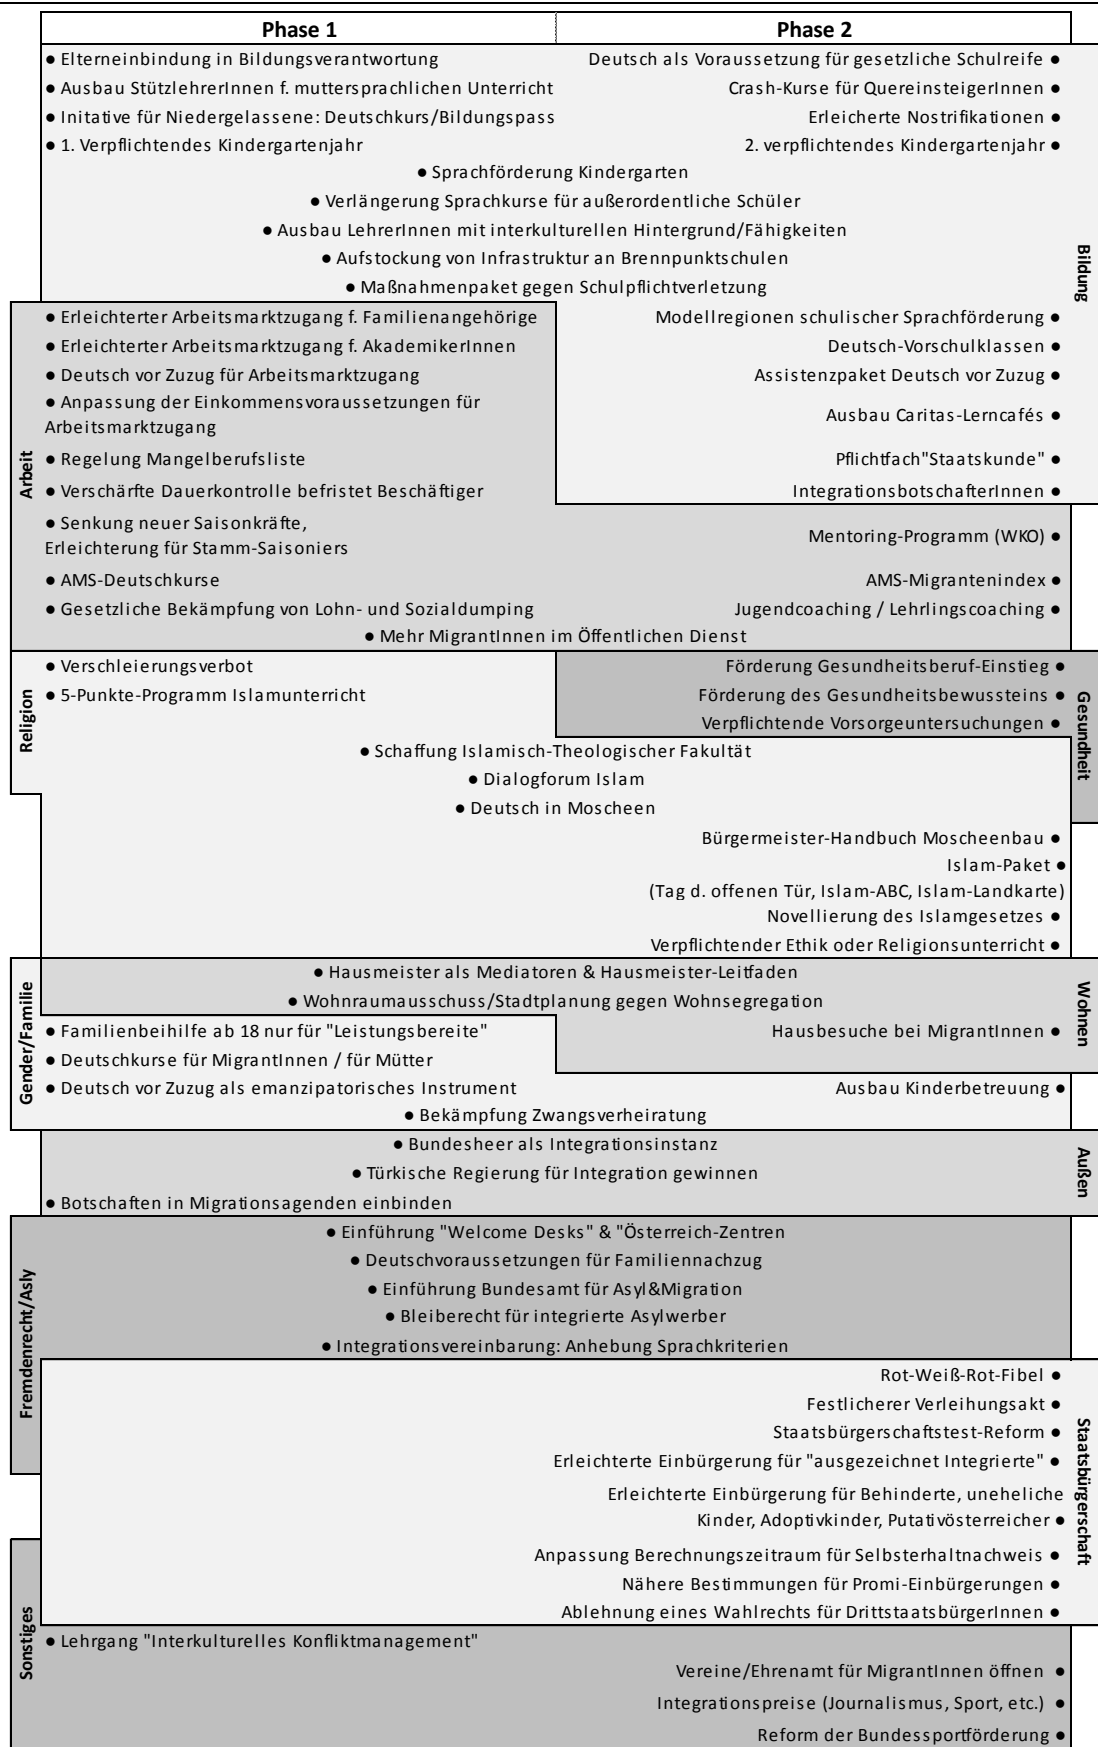 Phase 1
Phase 2
● Elterneinbindung in Bildungsverantwortung
Deutsch als Voraussetzung für gesetzliche Schulreife ●
● Ausbau StützlehrerInnen f. muttersprachlichen Unterricht
Crash-Kurse für QuereinsteigerInnen ●
● Initative für Niedergelassene: Deutschkurs/Bildungspass
Erleicherte Nostrifikationen ●
● 1. Verpflichtendes Kindergartenjahr
2. verpflichtendes Kindergartenjahr ●
● Sprachförderung Kindergarten
● Verlängerung Sprachkurse für außerordentliche Schüler
● Ausbau LehrerInnen mit interkulturellen Hintergrund/Fähigkeiten
● Aufstockung von Infrastruktur an Brennpunktschulen
● Maßnahmenpaket gegen Schulpflichtverletzung
Bildung
● Erleichterter Arbeitsmarktzugang f. Familienangehörige
Modellregionen schulischer Sprachförderung ●
● Erleichterter Arbeitsmarktzugang f. AkademikerInnen
Deutsch-Vorschulklassen ●
● Deutsch vor Zuzug für Arbeitsmarktzugang
Assistenzpaket Deutsch vor Zuzug ●
● Anpassung der Einkommensvoraussetzungen für
Arbeitsmarktzugang
Ausbau Caritas-Lerncafés ●
Arbeit
● Regelung Mangelberufsliste
Pflichtfach"Staatskunde" ●
● Verschärfte Dauerkontrolle befristet Beschäftiger
IntegrationsbotschafterInnen ●
● Senkung neuer Saisonkräfte,
Erleichterung für Stamm-Saisoniers
Mentoring-Programm (WKO) ●
● AMS-Deutschkurse
AMS-Migrantenindex ●
● Gesetzliche Bekämpfung von Lohn- und Sozialdumping
Jugendcoaching / Lehrlingscoaching ●
● Mehr MigrantInnen im Öffentlichen Dienst
Religion
● Verschleierungsverbot
Förderung Gesundheitsberuf-Einstieg ●
● 5-Punkte-Programm Islamunterricht
Förderung des Gesundheitsbewussteins ●
Verpflichtende Vorsorgeuntersuchungen ●
Gesundheit
● Schaffung Islamisch-Theologischer Fakultät
● Dialogforum Islam
● Deutsch in Moscheen
Bürgermeister-Handbuch Moscheenbau ●
Islam-Paket ●
(Tag d. offenen Tür, Islam-ABC, Islam-Landkarte)
Novellierung des Islamgesetzes ●
Verpflichtender Ethik oder Religionsunterricht ●
Gender/Familie
● Hausmeister als Mediatoren & Hausmeister-Leitfaden
● Wohnraumausschuss/Stadtplanung gegen Wohnsegregation
Wohnen
● Familienbeihilfe ab 18 nur für "Leistungsbereite"
Hausbesuche bei MigrantInnen ●
● Deutschkurse für MigrantInnen / für Mütter
● Deutsch vor Zuzug als emanzipatorisches Instrument
Ausbau Kinderbetreuung ●
● Bekämpfung Zwangsverheiratung
● Bundesheer als Integrationsinstanz
● Türkische Regierung für Integration gewinnen
Außen
● Botschaften in Migrationsagenden einbinden
● Einführung "Welcome Desks" & "Österreich-Zentren
● Deutschvoraussetzungen für Familiennachzug
● Einführung Bundesamt für Asyl&Migration
● Bleiberecht für integrierte Asylwerber
● Integrationsvereinbarung: Anhebung Sprachkriterien
Fremdenrecht/Asly
Rot-Weiß-Rot-Fibel ●
Festlicherer Verleihungsakt ●
Staatsbürgerschaftstest-Reform ●
Erleichterte Einbürgerung für "ausgezeichnet Integrierte" ●
Erleichterte Einbürgerung für Behinderte, uneheliche
Kinder, Adoptivkinder, Putativösterreicher ●
Staatsbürgerschaft
Anpassung Berechnungszeitraum für Selbsterhaltnachweis ●
Nähere Bestimmungen für Promi-Einbürgerungen ●
Ablehnung eines Wahlrechts für DrittstaatsbürgerInnen ●
Sonstiges
● Lehrgang "Interkulturelles Konfliktmanagement"
Vereine/Ehrenamt für MigrantInnen öffnen ●
Integrationspreise (Journalismus, Sport, etc.) ●
Reform der Bundessportförderung ●